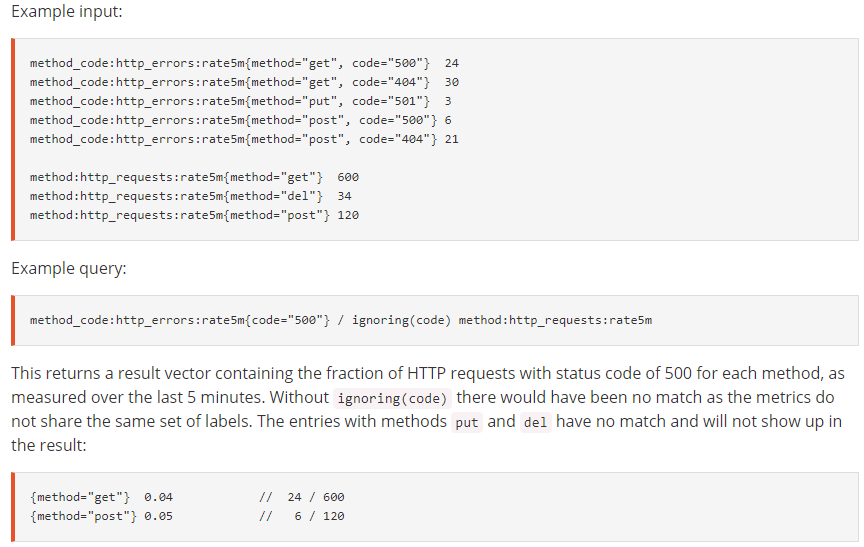 Example input:
method_code:http_errors:rate5m{method="get", code="500"}  24
method_code:http_errors:rate5m{method="get", code="404"}  30
method_code:http_errors:rate5m{method="put", code="501"}  3
method_code:http_errors:rate5m{method="post", code="500"} 6
method_code:http_errors:rate5m{method="post", code="404"} 21
method:http_requests:rate5m{method="get"}  600
method:http_requests:rate5m{method="del"}  34
method:http_requests:rate5m{method="post"} 120
Example query:
method_code:http_errors:rate5m{code="500"} / ignoring(code) method:http_requests:rate5m
This returns a result vector containing the fraction of HTTP requests with status code of 500 for each method, as
measured over the last 5 minutes. Without ignoring(code) there would have been no match as the metrics do
not share the same set of labels. The entries with methods put and del have no match and will not show up in
the result:
{method="get"}  0.04            //  24 / 600
{method="post"} 0.05            //   6 / 120